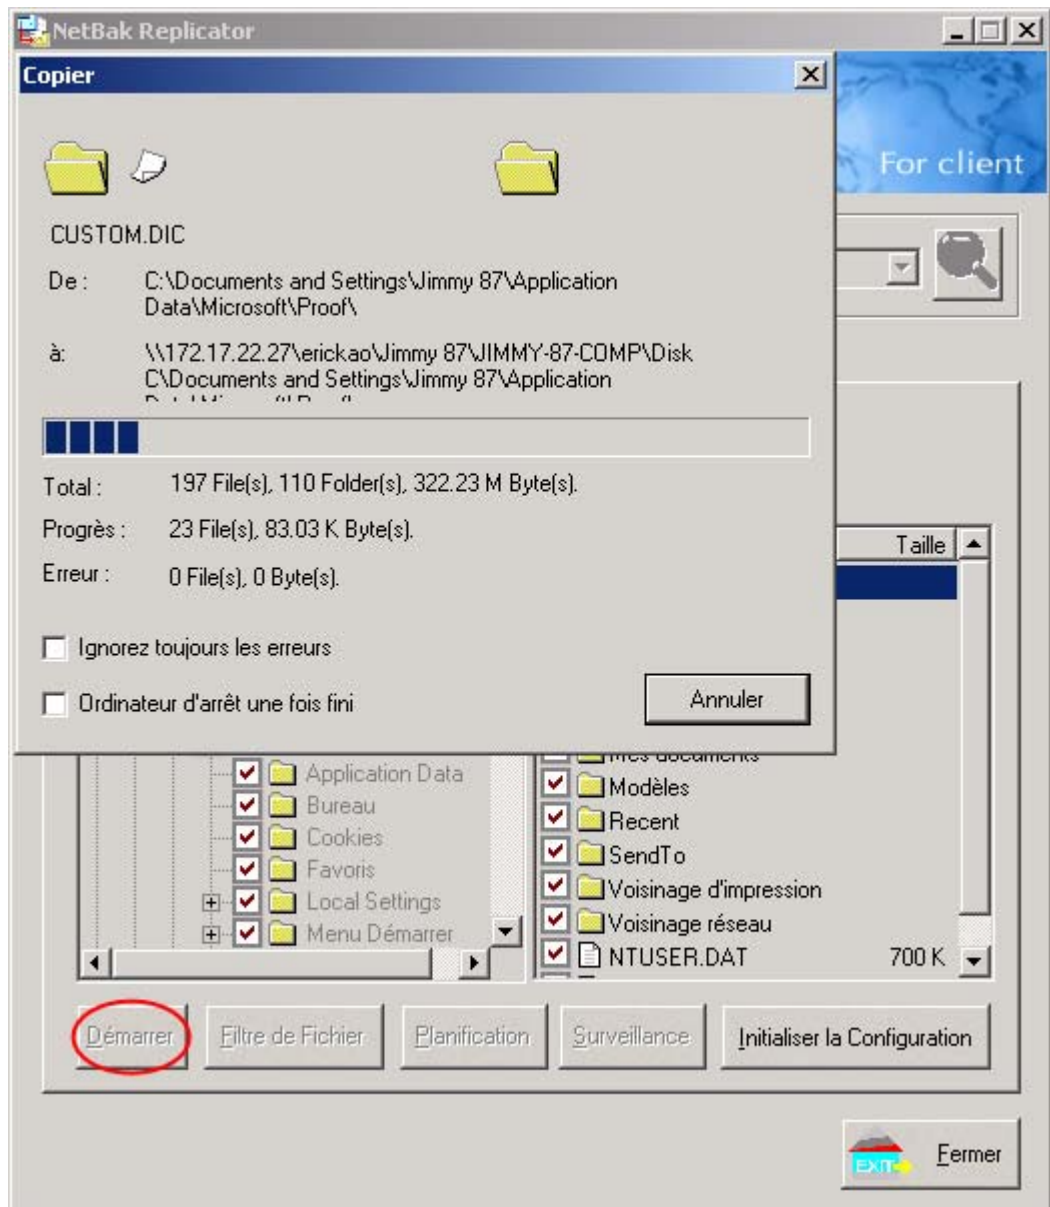 NetBak Replicator
Copier
For client
CUSTOM.DIC
De : C:\Documents and Settings\Jimmy 87\Application
Data\Microsoft\Proof\
à: \\172.17.22.27\erickao\Jimmy 87\JIMMY-87-COMP\Disk
C\Documents and Settings\Jimmy 87\Application
Total : 197 File(s), 110 Folder(s), 322.23 M Byte(s).
Progrès : 23 File(s), 83.03 K Byte(s).
Erreur : 0 File(s), 0 Byte(s).
Taille
Ignorez toujours les erreurs
Ordinateur d'arrêt une fois fini
Annuler
Application Data
Bureau
Cookies
Favoris
Local Settings
Menu Démarrer
Mes documents
Modèles
Recent
SendTo
Voisinage d'impression
Voisinage réseau
NTUSER.DAT 700 K
Démarrer
Filtre de Fichier
Planification
Surveillance
Initialiser la Configuration
EXIT
Fermer